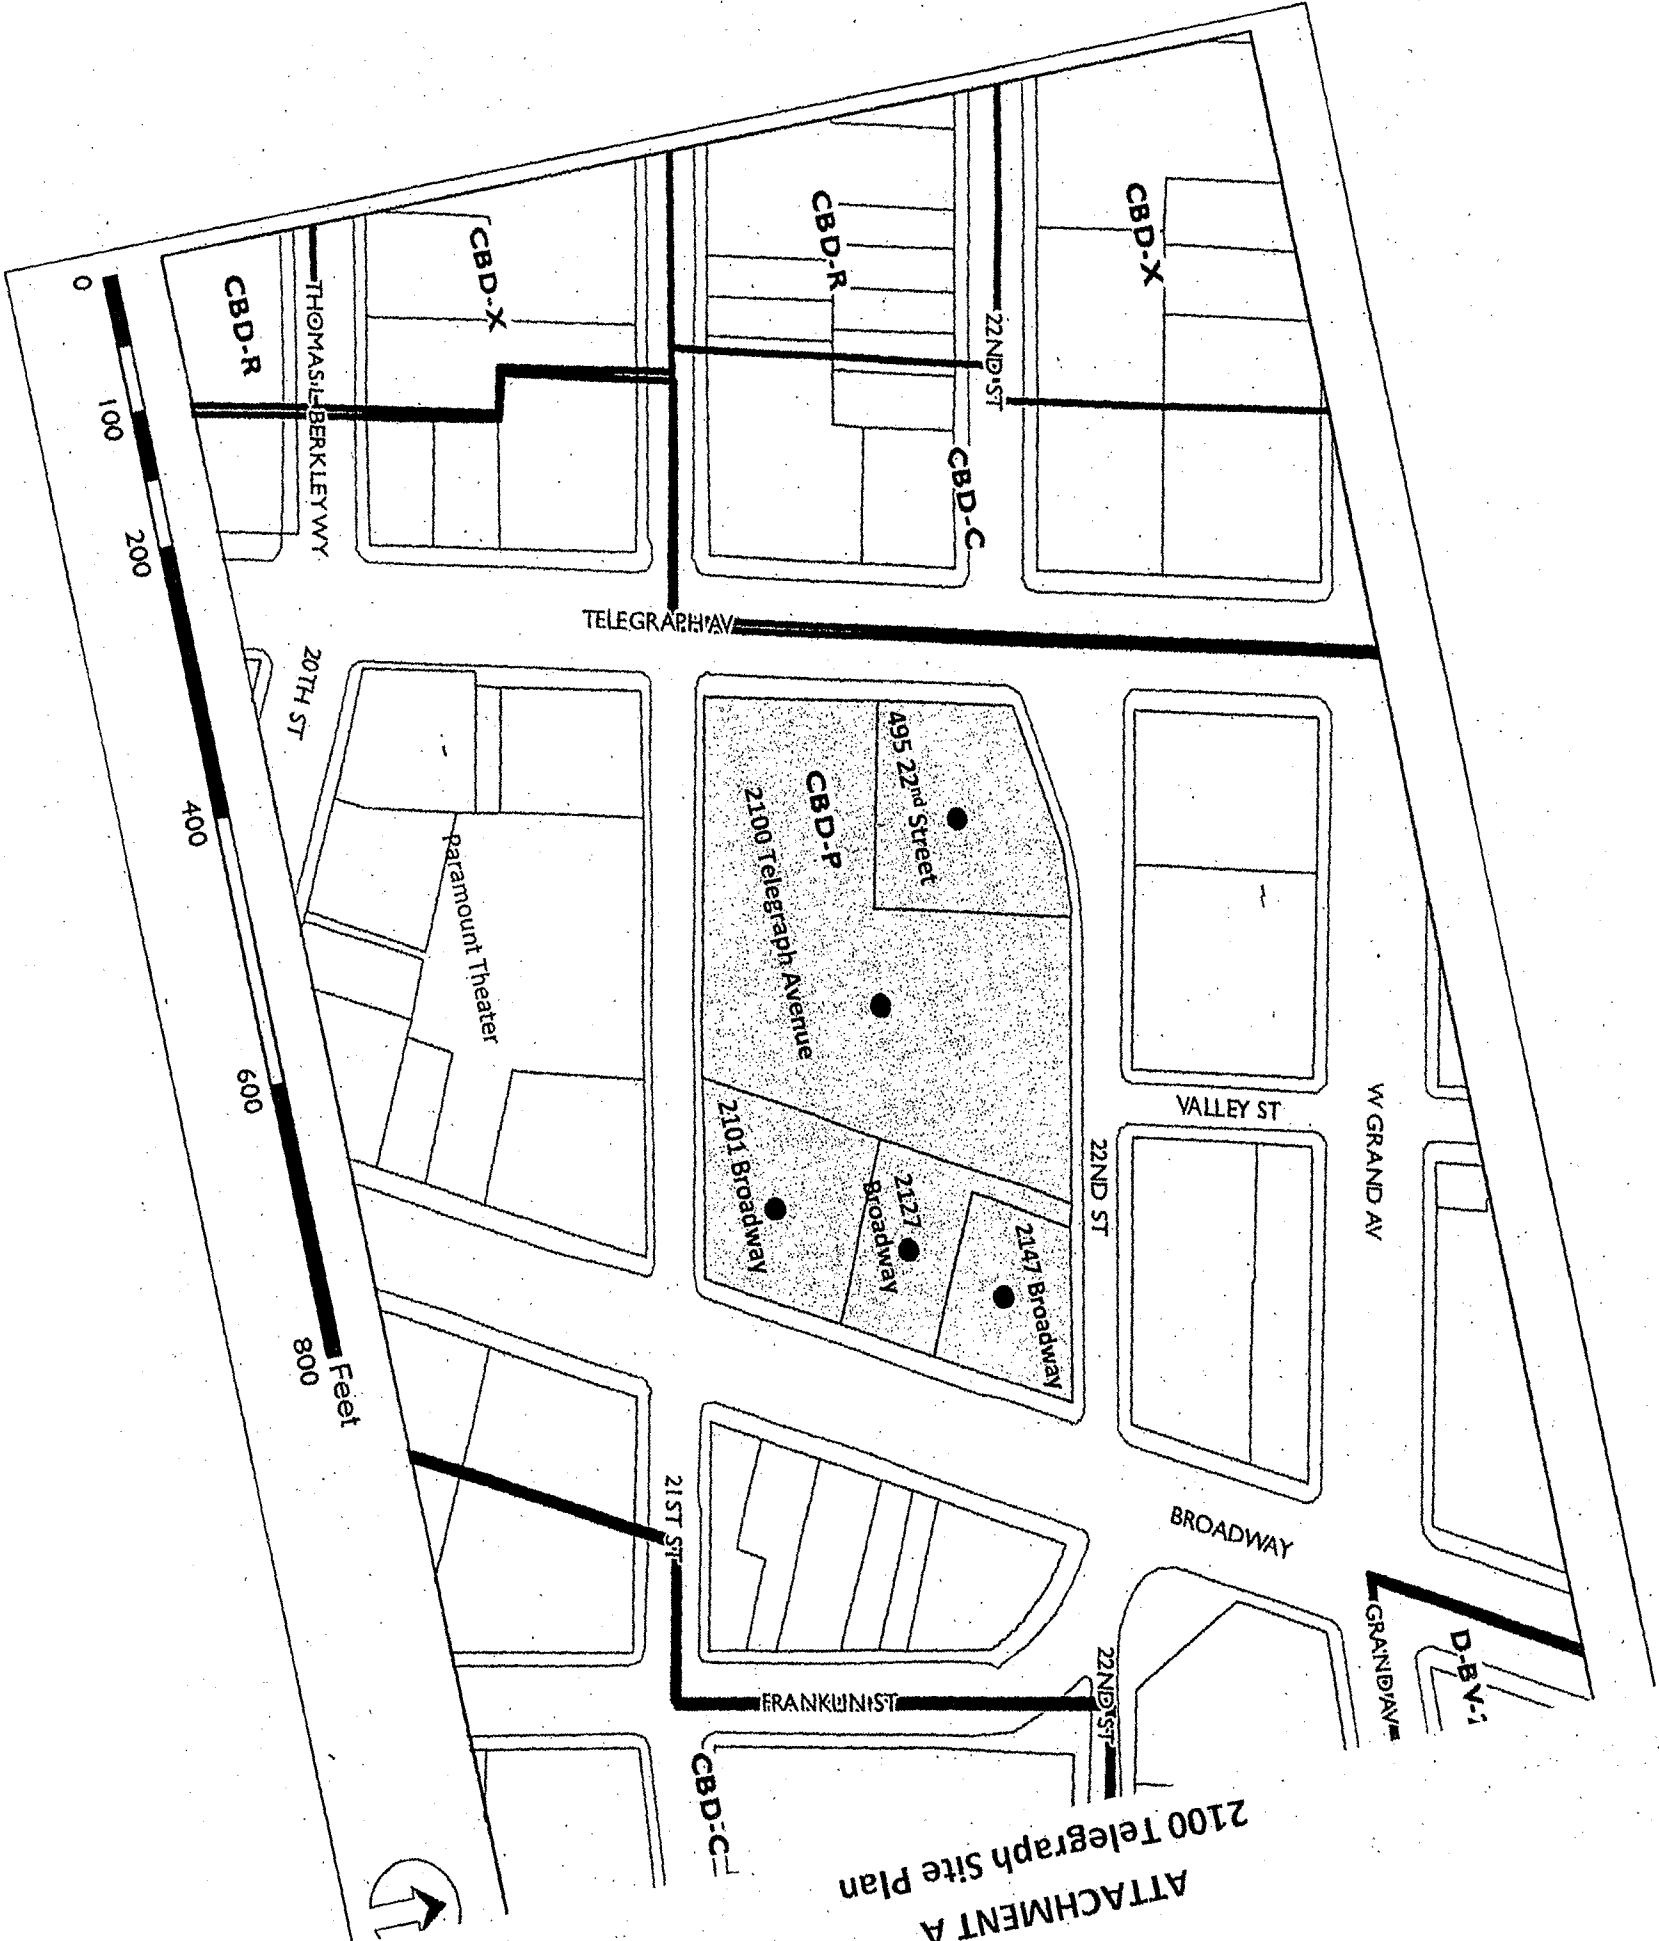 ATTACHMENT A
2100 Telegraph Site Plan
CBD-X
CBD-R
CBD-X
CBD-R
22ND ST
CBD-C
THOMAS L BERKLEY WY
TELEGRAPH AV
20TH ST
495 22nd Street
CBD-P
2100 Telegraph Avenue
Paramount Theater
2101 Broadway
2127
Broadway
2147 Broadway
22ND ST
VALLEY ST
W GRAND AV
BROADWAY
21ST ST
FRANKLIN ST
22ND ST
GRAND AV
CBD-C
0
100
200
400
600
800
Feet